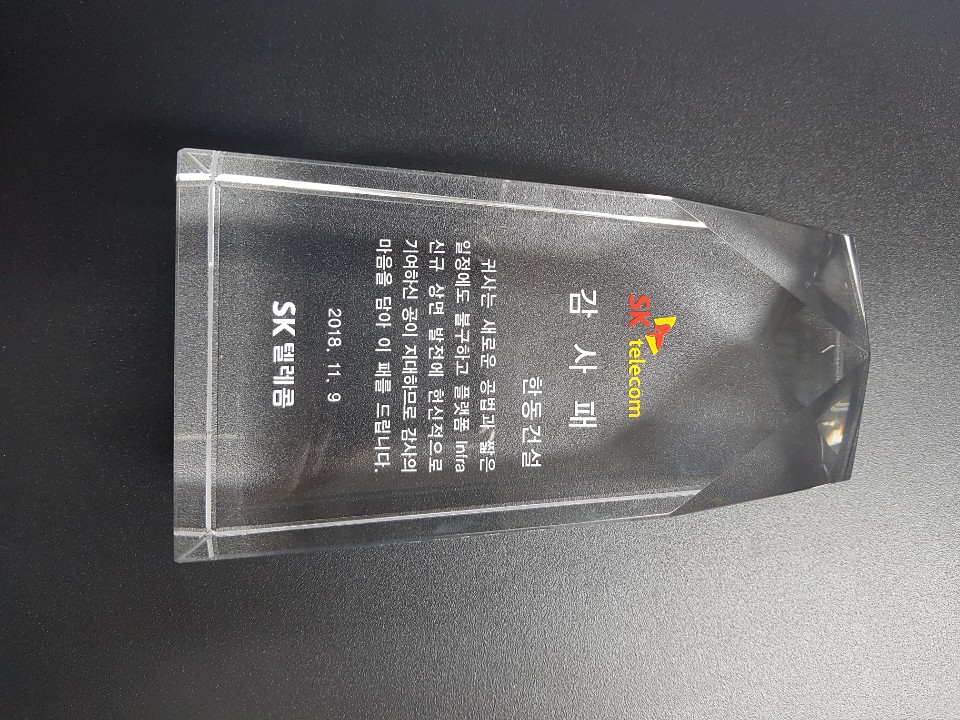 SK telecom
감 사 패
한동건설
귀사는 새로운 공법과 짧은
일정에도 불구하고 플랫폼 Infra
신규 상면 발전에 헌신적으로
기여하신 공이 지대하므로 감사의
마음을 담아 이 패를 드립니다.
2018. 11. 9
SK 텔레콤